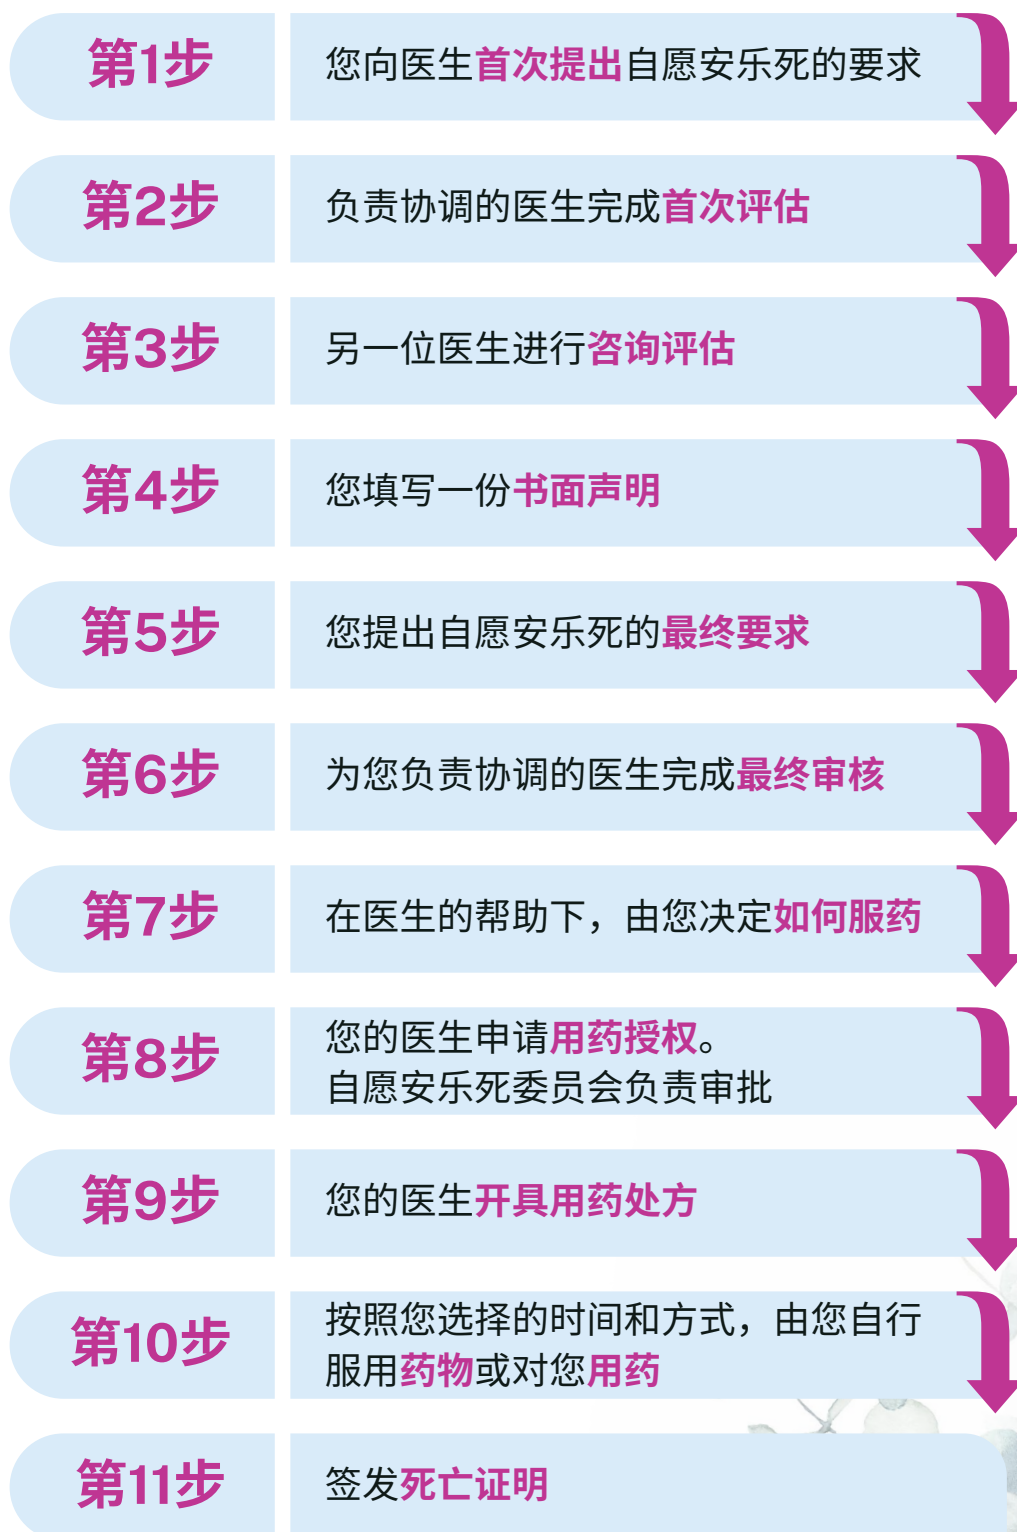 第1步
您向医生首次提出自愿安乐死的要求
第2步
负责协调的医生完成首次评估
第3步
另一位医生进行咨询评估
第4步
您填写一份书面声明
第5步
您提出自愿安乐死的最终要求
第6步
为您负责协调的医生完成最终审核
第7步
在医生的帮助下，由您决定如何服药
第8步
您的医生申请用药授权。
自愿安乐死委员会负责审批
第9步
您的医生开具用药处方
第10步
按照您选择的时间和方式，由您自行
服用药物或对您用药
第11步
签发死亡证明